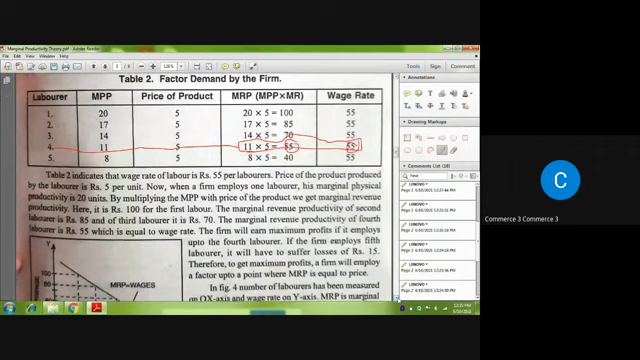 Marginal Productivity Theory.pdf - Adobe Reader
File Edit View Window Help
Tools Sign Comment
Table 2. Factor Demand by the Firm.
Labourer MPP Price of Product MRP (MPP×MR) Wage Rate
1. 20 5 20 × 5 = 100 55
2. 17 5 17 × 5 = 85 55
3. 14 5 14 × 5 = 70 55
4. 11 5 11 × 5 = 55 55
5. 8 5 8 × 5 = 40 55
Table 2 indicates that wage rate of labour is Rs. 55 per labourers. Price of the product
produced by the labour is Rs. 5 per unit. Now, when a firm employs one labourer, his marginal physical
productivity is 20 units. By multiplying the MPP with price of the product we get marginal revenue
productivity. Here, it is Rs. 100 for the first labour. The marginal revenue productivity of second
labourer is Rs. 85 and of third labourer it is Rs. 70. The marginal revenue productivity of fourth
labourer is Rs. 55 which is equal to wage rate. The firm will earn maximum profits if it employs
upto the fourth labourer. If the firm employs fifth
labourer, it will have to suffer losses of Rs. 15.
Therefore, to get maximum profits, a firm will employ
a factor upto a point where MRP is equal to price.
In fig. 4 number of labourers has been measured
on OX-axis and wage rate on Y-axis. MRP is marginal
Y
100
80
MRP=WAGES
Annotations
Drawing Markups
Comments List
Find
LENOVO
LENOVO
LENOVO
LENOVO
LENOVO
C
Commerce 3 Commerce 3